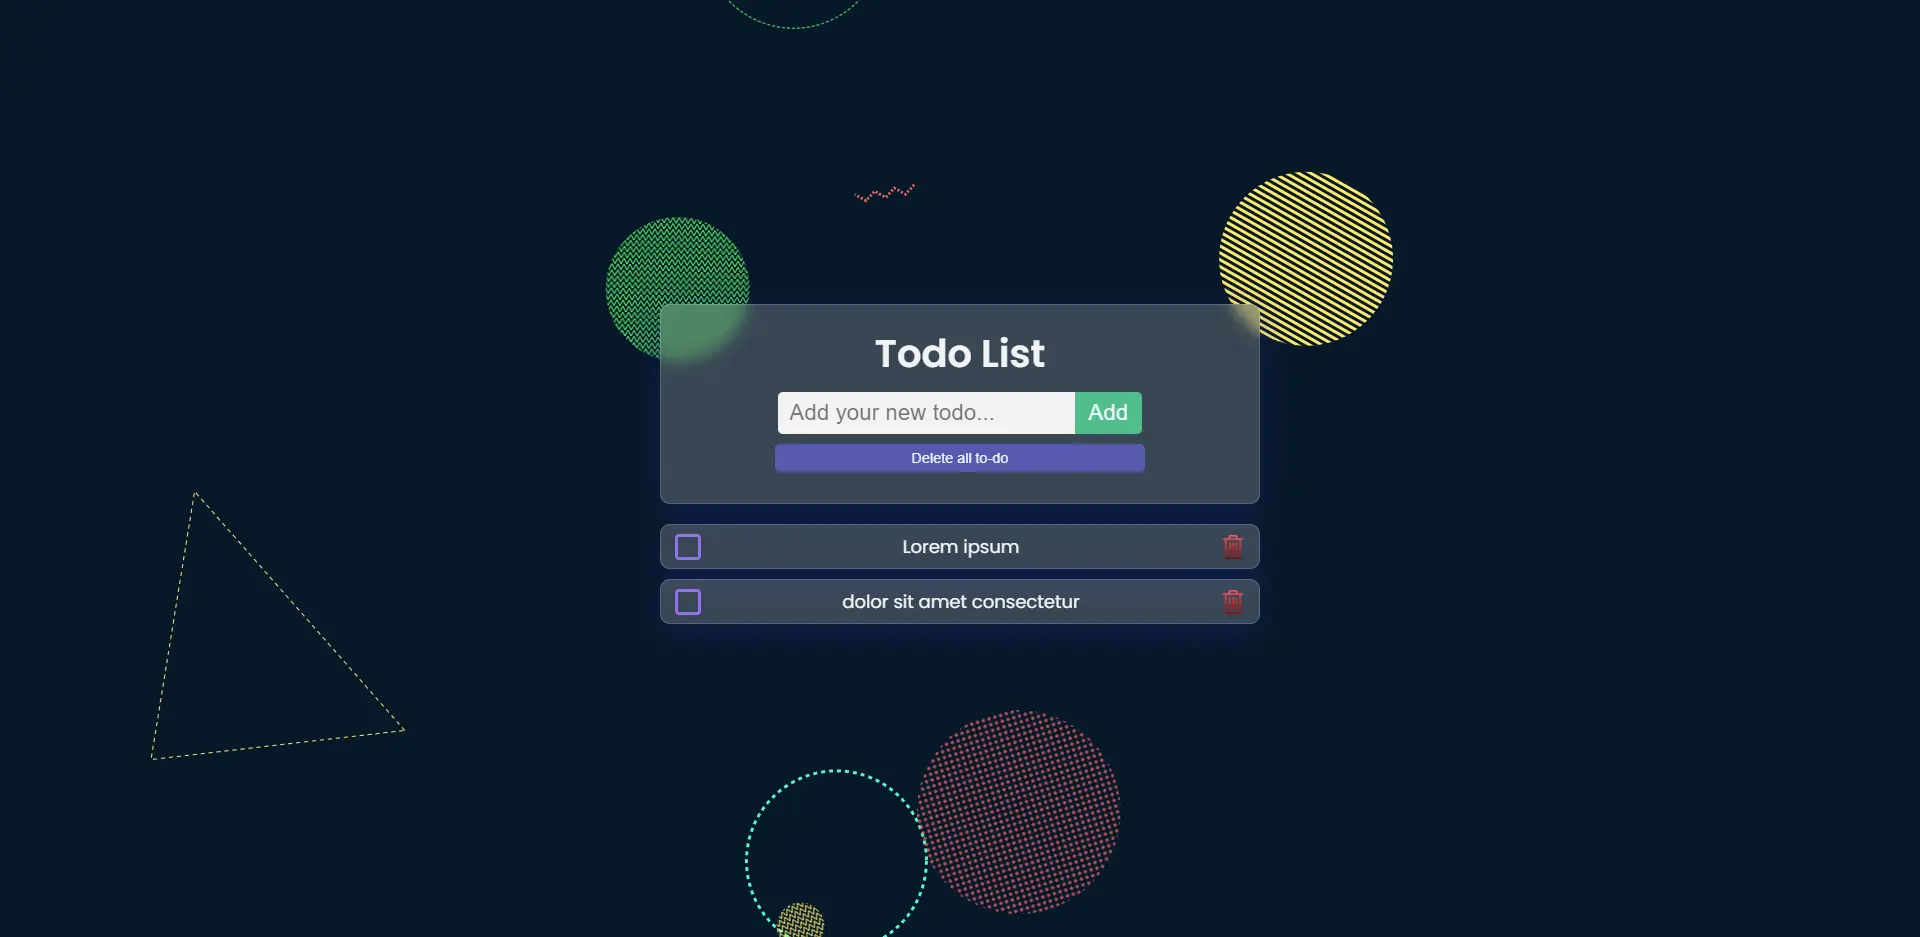 Todo List
Add your new todo...
Add
Delete all to-do
Lorem ipsum
dolor sit amet consectetur